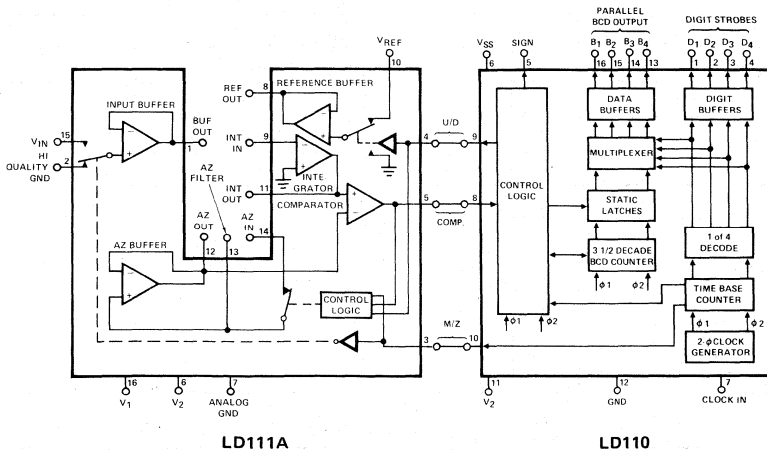 PARALLEL
BCD OUTPUT
DIGIT STROBES
VREF
10
VSS
6
SIGN
5
B1 B2 B3 B4
16 15 14 13
D1 D2 D3 D4
1 2 3 4
REF
OUT
8
REFERENCE BUFFER
INPUT BUFFER
VIN
15
HI
QUALITY
GND
2
BUF
OUT
1
INT
IN
9
AZ
FILTER
INT
OUT
11
INTE-
GRATOR
COMPARATOR
AZ
OUT
12
13
AZ
IN
14
AZ BUFFER
CONTROL
LOGIC
U/D
4
9
5
8
COMP.
M/Z
3
10
CONTROL
LOGIC
DATA
BUFFERS
DIGIT
BUFFERS
MULTIPLEXER
STATIC
LATCHES
3 1/2 DECADE
BCD COUNTER
1 of 4
DECODE
TIME BASE
COUNTER
2-φ CLOCK
GENERATOR
φ1 φ2
φ1 φ2
φ1 φ2
16
V1
6
V2
7
ANALOG
GND
11
V2
12
GND
7
CLOCK IN
LD111A
LD110